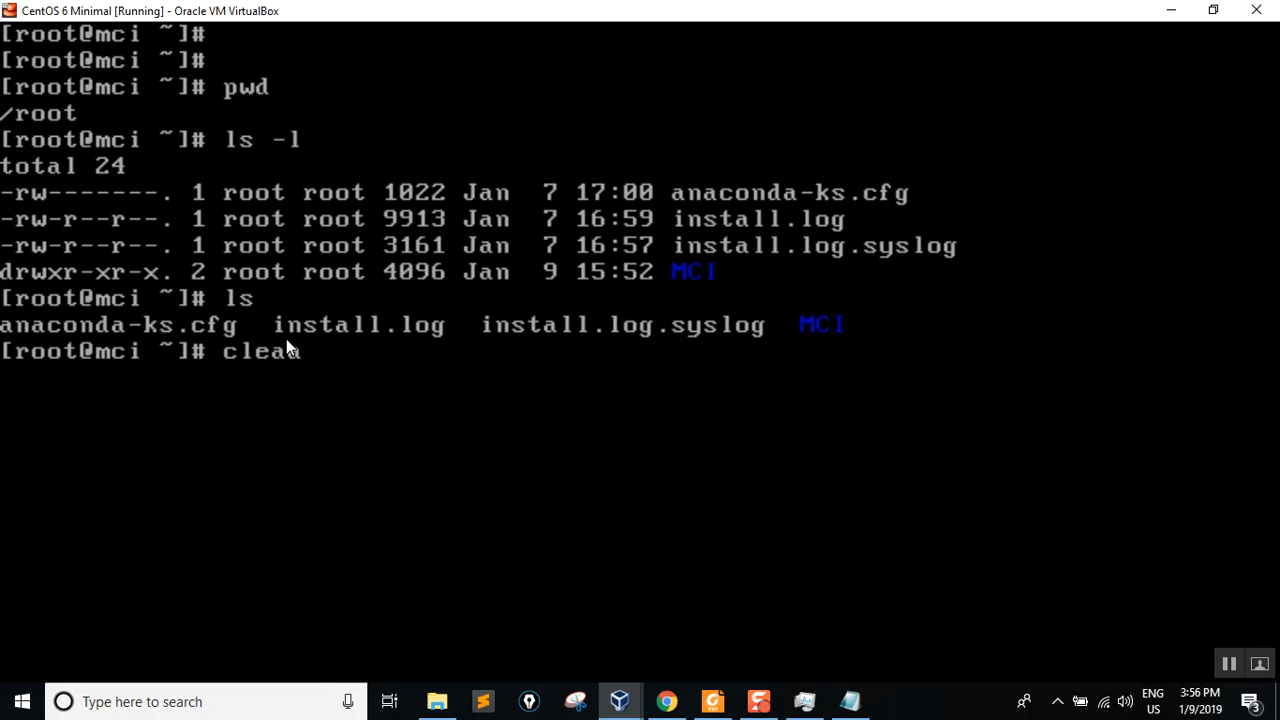 CentOS 6 Minimal [Running] - Oracle VM VirtualBox
[root@mci ~]#
[root@mci ~]#
[root@mci ~]# pwd
/root
[root@mci ~]# ls -l
total 24
-rw-------. 1 root root 1022 Jan  7 17:00 anaconda-ks.cfg
-rw-r--r--. 1 root root 9913 Jan  7 16:59 install.log
-rw-r--r--. 1 root root 3161 Jan  7 16:57 install.log.syslog
drwxr-xr-x. 2 root root 4096 Jan  9 15:52 MCI
[root@mci ~]# ls
anaconda-ks.cfg  install.log  install.log.syslog  MCI
[root@mci ~]# cleaa
Type here to search
ENG
US
3:56 PM
1/9/2019
3